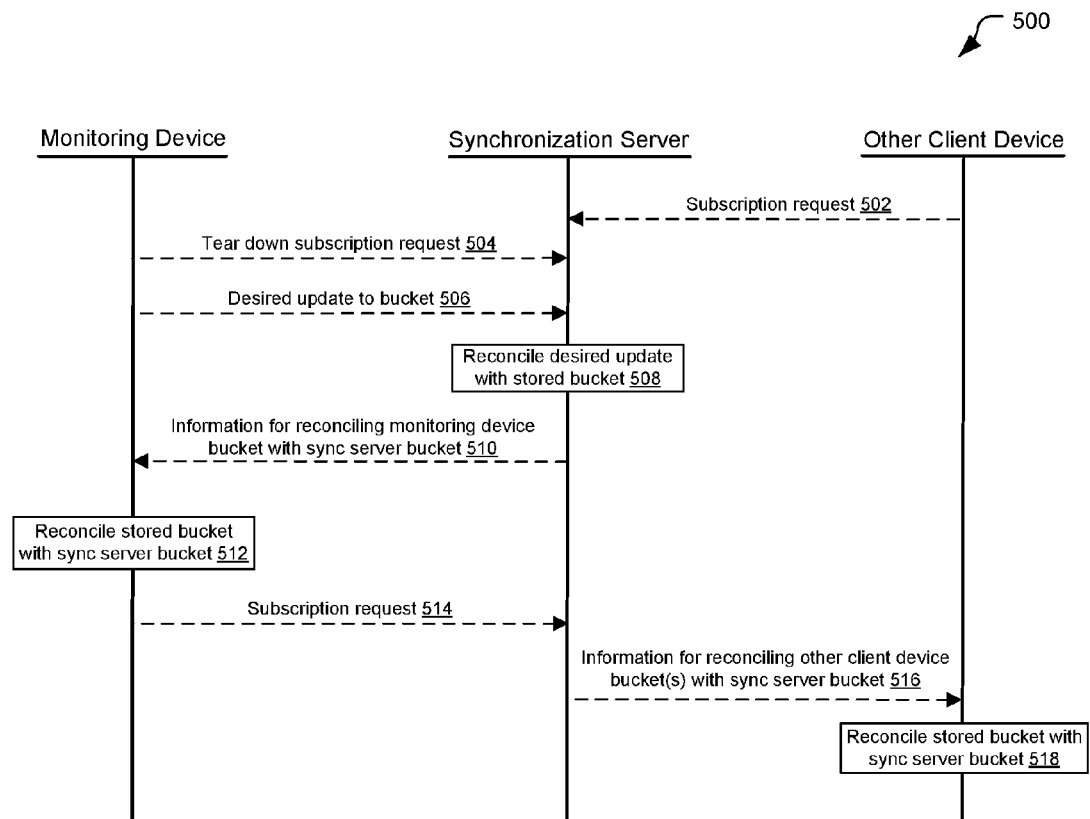 500
Monitoring Device
Synchronization Server
Other Client Device
Subscription request 502
Tear down subscription request 504
Desired update to bucket 506
Reconcile desired update
with stored bucket 508
Information for reconciling monitoring device
bucket with sync server bucket 510
Reconcile stored bucket
with sync server bucket 512
Subscription request 514
Information for reconciling other client device
bucket(s) with sync server bucket 516
Reconcile stored bucket with
sync server bucket 518